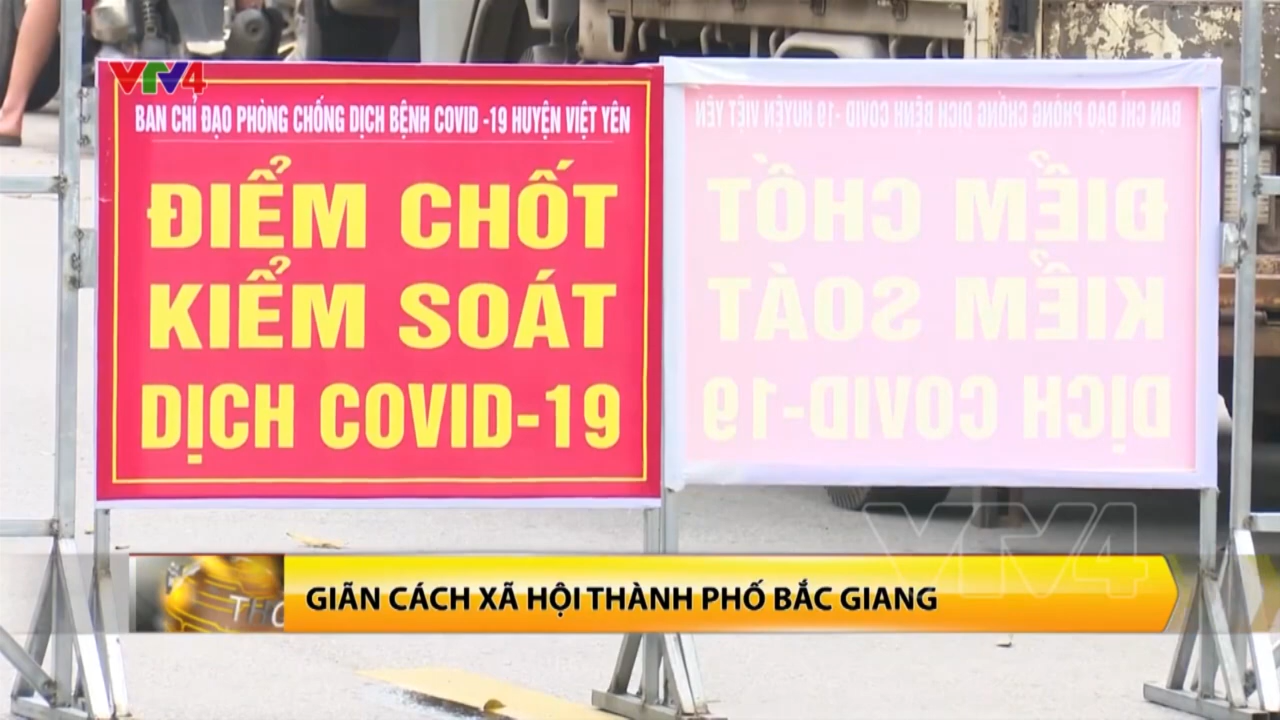 VTV4
BAN CHỈ ĐẠO PHÒNG CHỐNG DỊCH BỆNH COVID -19 HUYỆN VIỆT YÊN
ĐIỂM CHỐT
KIỂM SOÁT
DỊCH COVID-19
BAN CHỈ ĐẠO PHÒNG CHỐNG DỊCH BỆNH COVID -19 HUYỆN VIỆT YÊN
ĐIỂM CHỐT
KIỂM SOÁT
DỊCH COVID-19
VTV4
THO
GIÃN CÁCH XÃ HỘI THÀNH PHỐ BẮC GIANG